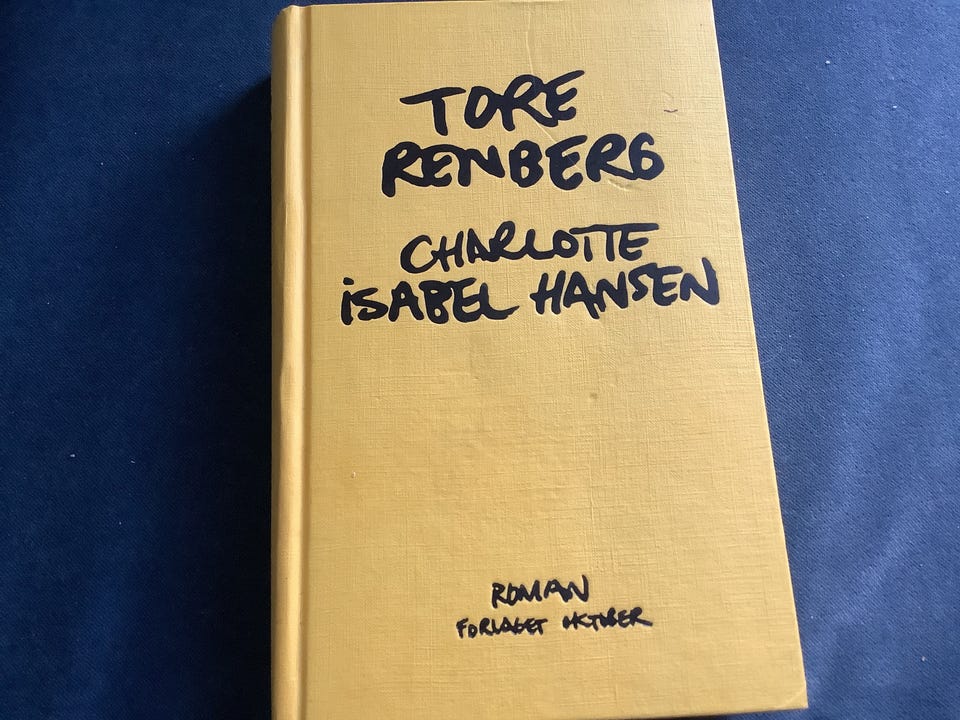 TORE
RENBERG
CHARLOTTE
iSABEL HANSEN
ROMAN
FORLAGET OKTOBER